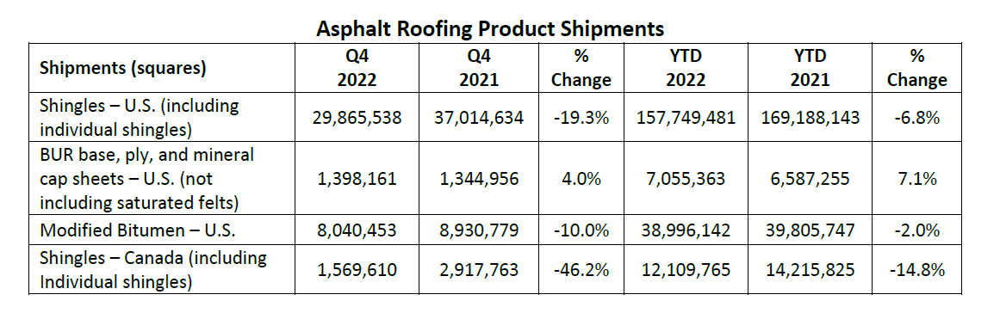 Asphalt Roofing Product Shipments
Shipments (squares) Q4 2022 Q4 2021 % Change YTD 2022 YTD 2021 % Change
Shingles – U.S. (including individual shingles) 29,865,538 37,014,634 -19.3% 157,749,481 169,188,143 -6.8%
BUR base, ply, and mineral cap sheets – U.S. (not including saturated felts) 1,398,161 1,344,956 4.0% 7,055,363 6,587,255 7.1%
Modified Bitumen – U.S. 8,040,453 8,930,779 -10.0% 38,996,142 39,805,747 -2.0%
Shingles – Canada (including Individual shingles) 1,569,610 2,917,763 -46.2% 12,109,765 14,215,825 -14.8%